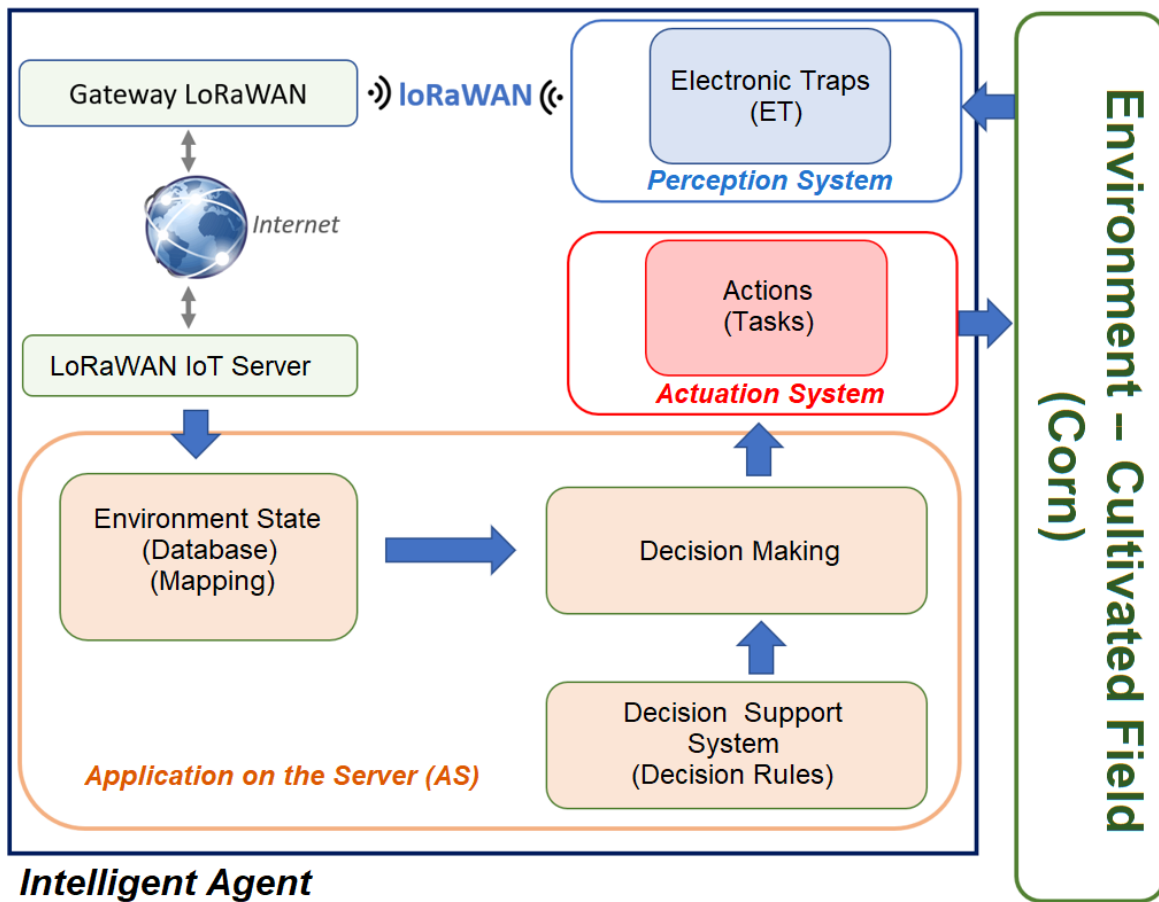 Gateway LoRaWAN
loRaWAN
Electronic Traps
(ET)
Perception System
Internet
Actions
(Tasks)
Actuation System
LoRaWAN IoT Server
Environment State
(Database)
(Mapping)
Decision Making
Decision Support
System
(Decision Rules)
Application on the Server (AS)
Intelligent Agent
Environment -- Cultivated Field
(Corn)